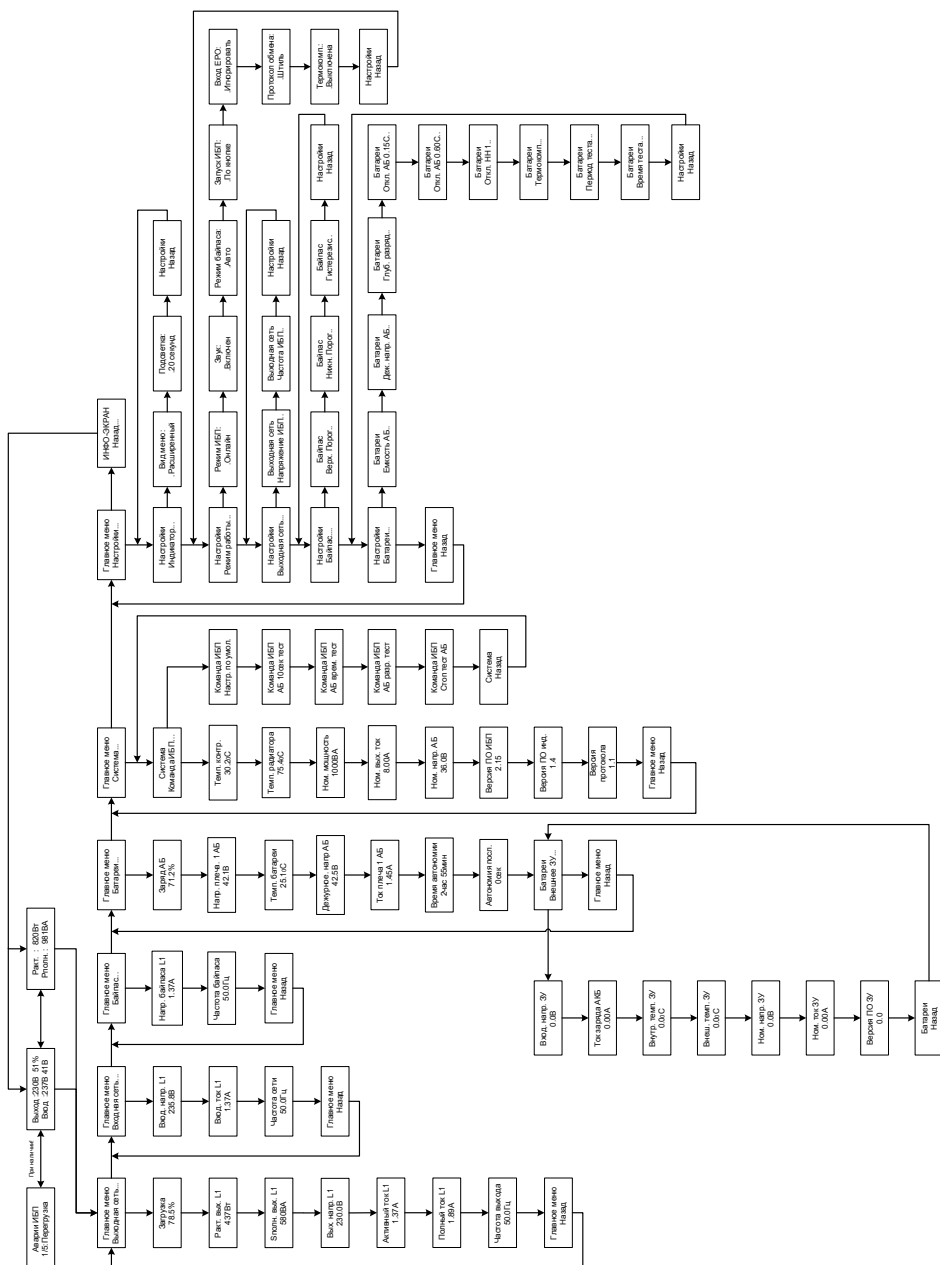 Аварии ИБП
1/5: Перегрузка
При наличии!
Выход :230В 51%
Вход :237В 41В
Pакт. : 820Вт
Pполн. : 981ВА
ИНФО-ЭКРАН
Назад...
Главное меню
Выходная сеть...
Загрузка
78.5%
Pакт. вых. L1
437Вт
Sполн. вых. L1
580ВА
Вых. напр. L1
230.0В
Активный ток L1
1.37А
Полный ток L1
1.89А
Частота выхода
50.0Гц
Главное меню
Назад
Главное меню
Входная сеть...
Вход. напр. L1
235.8В
Вход. ток L1
1.37А
Частота сети
50.0Гц
Главное меню
Назад
Главное меню
Байпас...
Напр. байпаса L1
1.37А
Частота байпаса
50.0Гц
Главное меню
Назад
Главное меню
Батареи...
Заряд АБ
71.2%
Напр. плеча. 1 АБ
42.1В
Темп. батареи
25.1оС
Дежурное. напр АБ
42.5В
Ток плеча 1 АБ
1.45А
Время автономии
2час 55мин
Автономия посл.
0сек
Батареи
Внешнее ЗУ...
Главное меню
Назад
Вход. напр. ЗУ
0.0В
Ток заряда АКБ
0.00А
Внутр. темп. ЗУ
0.0оС
Внеш. темп. ЗУ
0.0оС
Ном. напр. ЗУ
0.0В
Ном. ток ЗУ
0.00А
Версия ПО ЗУ
0.0
Батареи
Назад
Главное меню
Система...
Система
Команда ИБП...
Темп. контр.
30.2оС
Темп. радиатора
75.4оС
Ном. мощность
1000ВА
Ном. вых. ток
8.00А
Ном. напр. АБ
36.0В
Версия ПО ИБП
2.15
Версия ПО инд.
1.4
Версия
протокола
1.1
Главное меню
Назад
Команда ИБП
Настр. по умол.
Команда ИБП
АБ 10сек тест
Команда ИБП
АБ врем. тест
Команда ИБП
АБ разр. тест
Команда ИБП
Стоп тест АБ
Система
Назад
Главное меню
Настройки...
Настройки
Индикатор...
Вид меню:
.Расширенный
Подсветка:
.20 секунд
Настройки
Назад
Настройки
Режим работы...
Режим ИБП:
.Онлайн
Звук:
.Включен
Режим байпаса:
.Авто
Запуск ИБП:
.По кнопке
Вход EPO:
.Игнорировать
Протокол обмена:
.Штиль
Термокомп.:
.Выключена
Настройки
Назад
Настройки
Выходная сеть...
Выходная сеть
Напряжение ИБП..
Выходная сеть
Частота ИБП..
Настройки
Назад
Настройки
Байпас....
Байпас
Верх. Порог..
Байпас
Нижн. Порог..
Байпас
Гистерезис..
Настройки
Назад
Настройки
Батареи...
Батареи
Емкость АБ..
Батареи
Деж. напр. АБ..
Батареи
Глуб. разряд..
Батареи
Откл. АБ 0.15С...
Батареи
Откл. АБ 0.60С...
Батареи
Откл. НН1...
Батареи
Термокомп...
Батареи
Период теста...
Батареи
Время теста...
Настройки
Назад
Главное меню
Назад